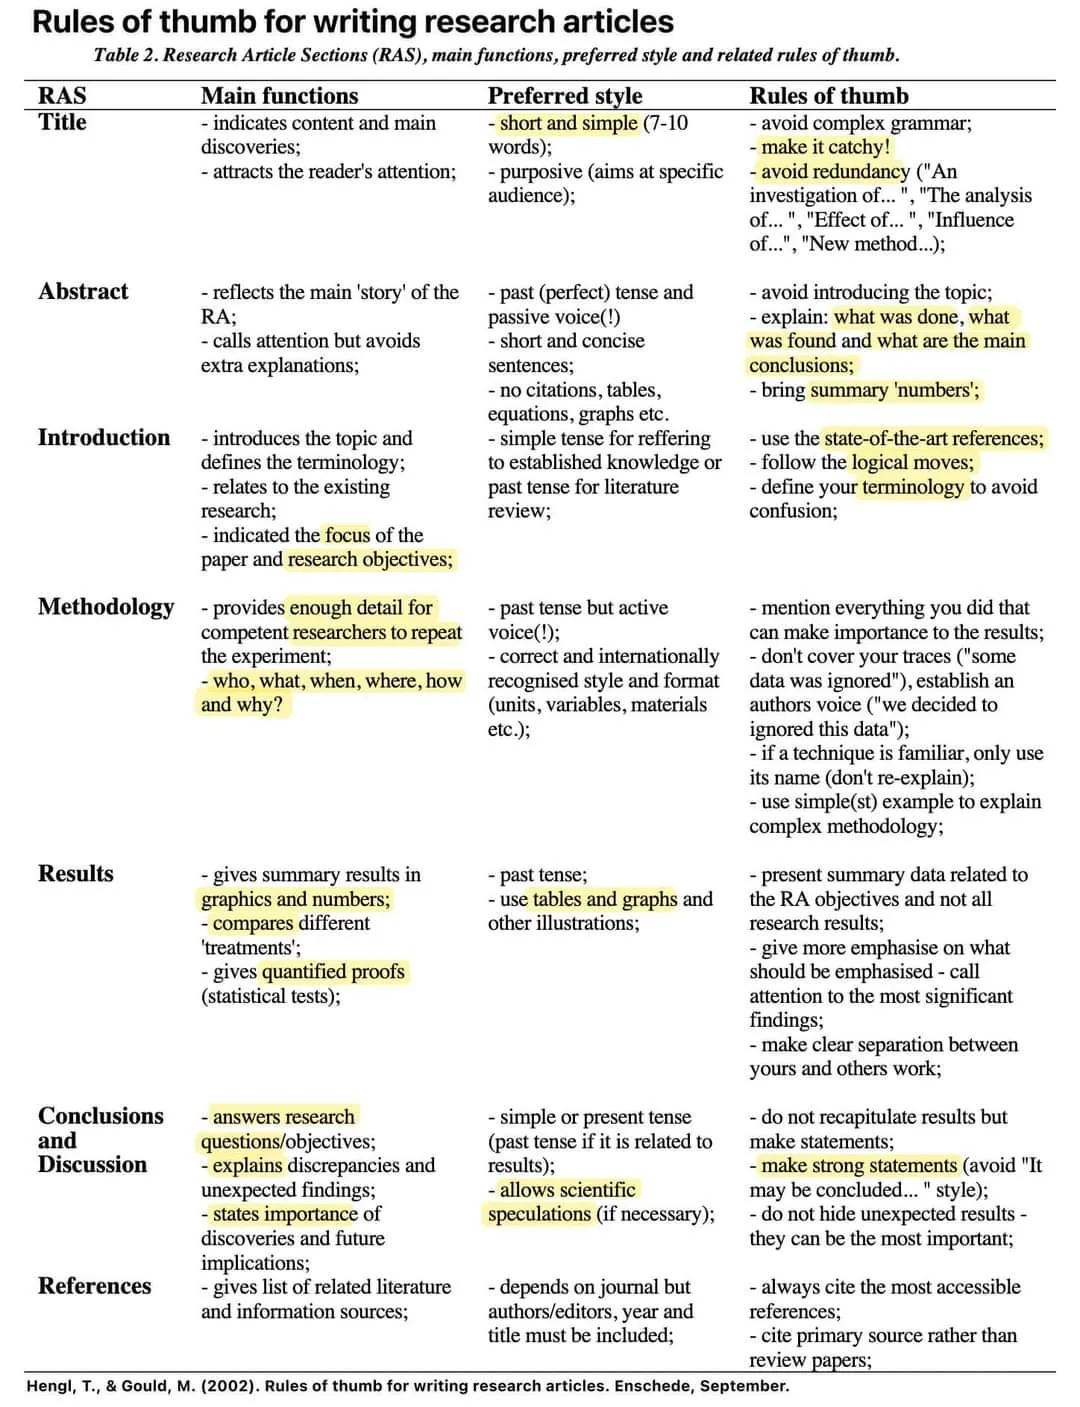 Rules of thumb for writing research articles
Table 2. Research Article Sections (RAS), main functions, preferred style and related rules of thumb.
RAS
Main functions
Preferred style
Rules of thumb
Title
- indicates content and main
discoveries;
- attracts the reader's attention;
- short and simple (7-10
words);
- purposive (aims at specific
audience);
- avoid complex grammar;
- make it catchy!
- avoid redundancy ("An
investigation of... ", "The analysis
of... ", "Effect of... ", "Influence
of...", "New method...);
Abstract
- reflects the main 'story' of the
RA;
- calls attention but avoids
extra explanations;
- past (perfect) tense and
passive voice(!)
- short and concise
sentences;
- no citations, tables,
equations, graphs etc.
- avoid introducing the topic;
- explain: what was done, what
was found and what are the main
conclusions;
- bring summary 'numbers';
Introduction
- introduces the topic and
defines the terminology;
- relates to the existing
research;
- indicated the focus of the
paper and research objectives;
- simple tense for reffering
to established knowledge or
past tense for literature
review;
- use the state-of-the-art references;
- follow the logical moves;
- define your terminology to avoid
confusion;
Methodology
- provides enough detail for
competent researchers to repeat
the experiment;
- who, what, when, where, how
and why?
- past tense but active
voice(!);
- correct and internationally
recognised style and format
(units, variables, materials
etc.);
- mention everything you did that
can make importance to the results;
- don't cover your traces ("some
data was ignored"), establish an
authors voice ("we decided to
ignored this data");
- if a technique is familiar, only use
its name (don't re-explain);
- use simple(st) example to explain
complex methodology;
Results
- gives summary results in
graphics and numbers;
- compares different
'treatments';
- gives quantified proofs
(statistical tests);
- past tense;
- use tables and graphs and
other illustrations;
- present summary data related to
the RA objectives and not all
research results;
- give more emphasise on what
should be emphasised - call
attention to the most significant
findings;
- make clear separation between
yours and others work;
Conclusions
and
Discussion
- answers research
questions/objectives;
- explains discrepancies and
unexpected findings;
- states importance of
discoveries and future
implications;
- simple or present tense
(past tense if it is related to
results);
- allows scientific
speculations (if necessary);
- do not recapitulate results but
make statements;
- make strong statements (avoid "It
may be concluded... " style);
- do not hide unexpected results -
they can be the most important;
References
- gives list of related literature
and information sources;
- depends on journal but
authors/editors, year and
title must be included;
- always cite the most accessible
references;
- cite primary source rather than
review papers;
Hengl, T., & Gould, M. (2002). Rules of thumb for writing research articles. Enschede, September.